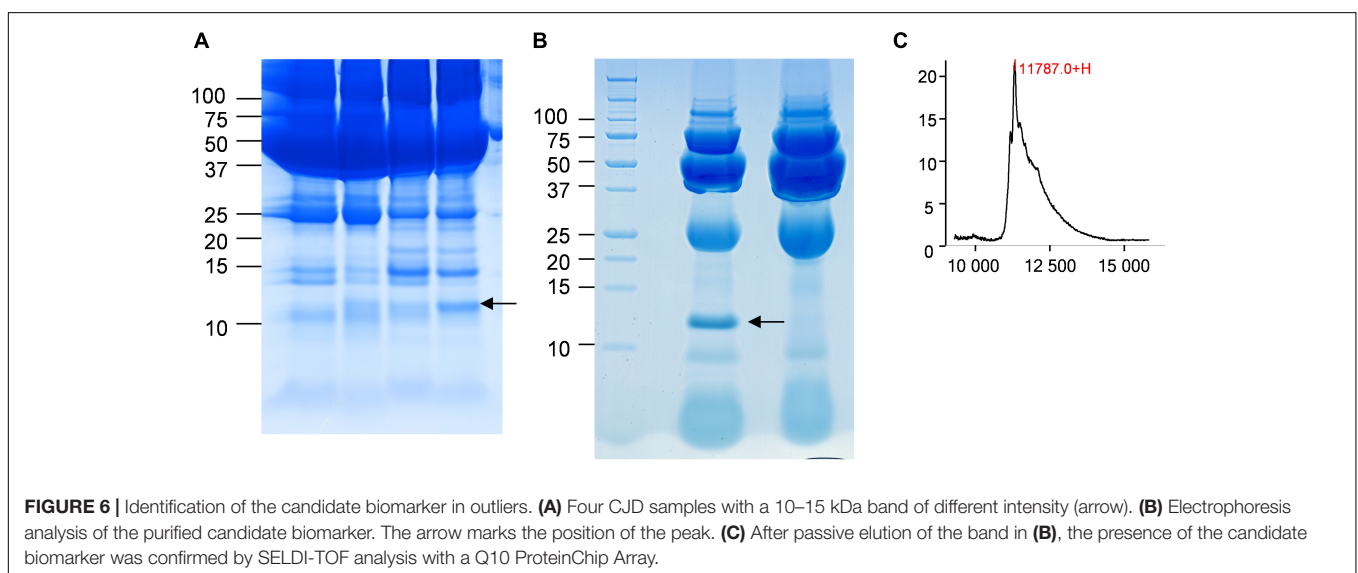 A
B
C
100
75
50
37
25
20
15
10
100
75
50
37
25
20
15
10
20
15
10
5
0
11787.0+H
10 000 12 500 15 000
FIGURE 6 | Identification of the candidate biomarker in outliers. (A) Four CJD samples with a 10–15 kDa band of different intensity (arrow). (B) Electrophoresis
analysis of the purified candidate biomarker. The arrow marks the position of the peak. (C) After passive elution of the band in (B), the presence of the candidate
biomarker was confirmed by SELDI-TOF analysis with a Q10 ProteinChip Array.